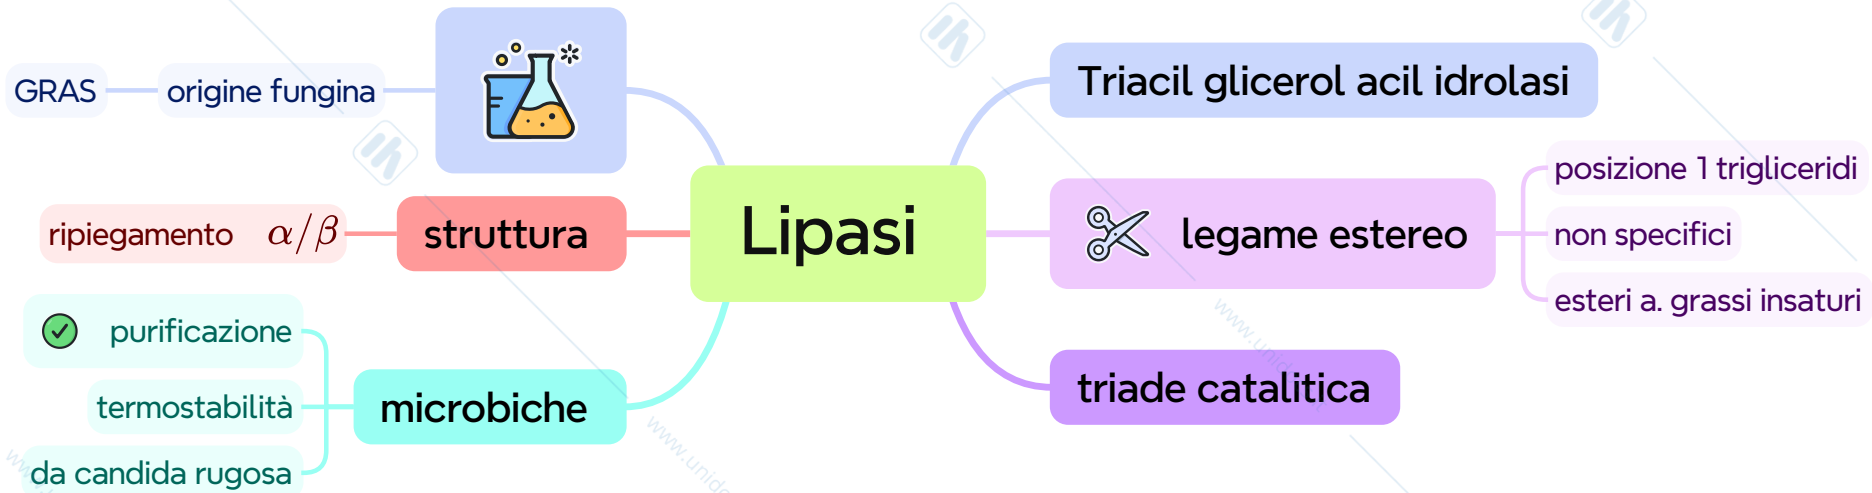 GRAS
origine fungina
Triacil glicerol acil idrolasi
Lipasi
ripiegamento α/β
struttura
legame estereo
posizione 1 trigliceridi
non specifici
esteri a. grassi insaturi
purificazione
termostabilità
da candida rugosa
microbiche
triade catalitica